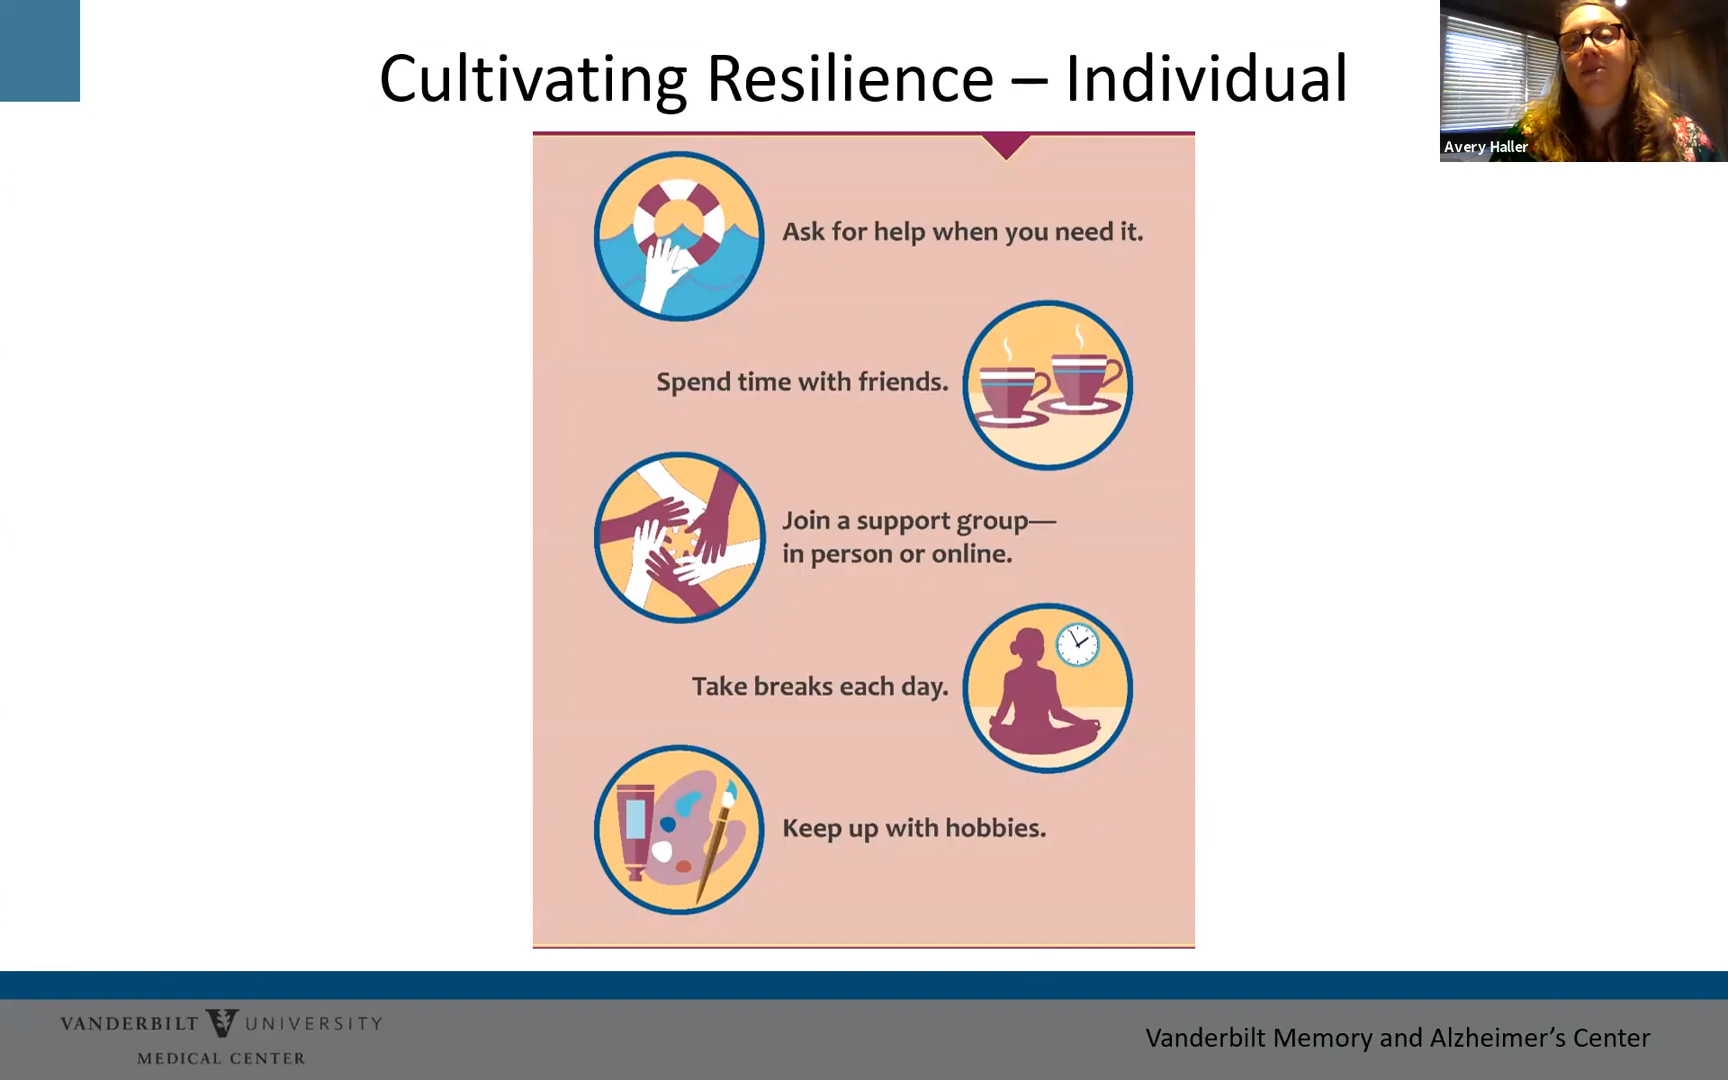 Cultivating Resilience – Individual
Avery Haller
Ask for help when you need it.
Spend time with friends.
Join a support group—
in person or online.
Take breaks each day.
Keep up with hobbies.
VANDERBILT V UNIVERSITY
MEDICAL CENTER
Vanderbilt Memory and Alzheimer’s Center